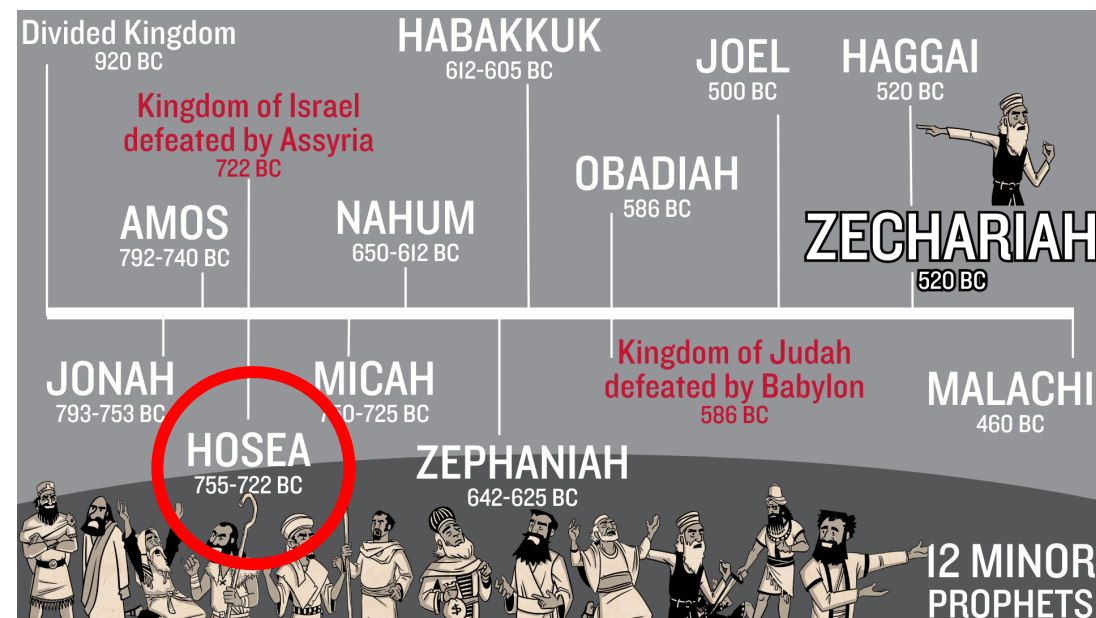 Divided Kingdom
920 BC
HABAKKUK
612-605 BC
JOEL
500 BC
HAGGAI
520 BC
Kingdom of Israel
defeated by Assyria
722 BC
OBADIAH
586 BC
AMOS
792-740 BC
NAHUM
650-612 BC
ZECHARIAH
520 BC
JONAH
793-753 BC
MICAH
750-725 BC
Kingdom of Judah
defeated by Babylon
586 BC
MALACHI
460 BC
HOSEA
755-722 BC
ZEPHANIAH
642-625 BC
$
12 MINOR
PROPHETS